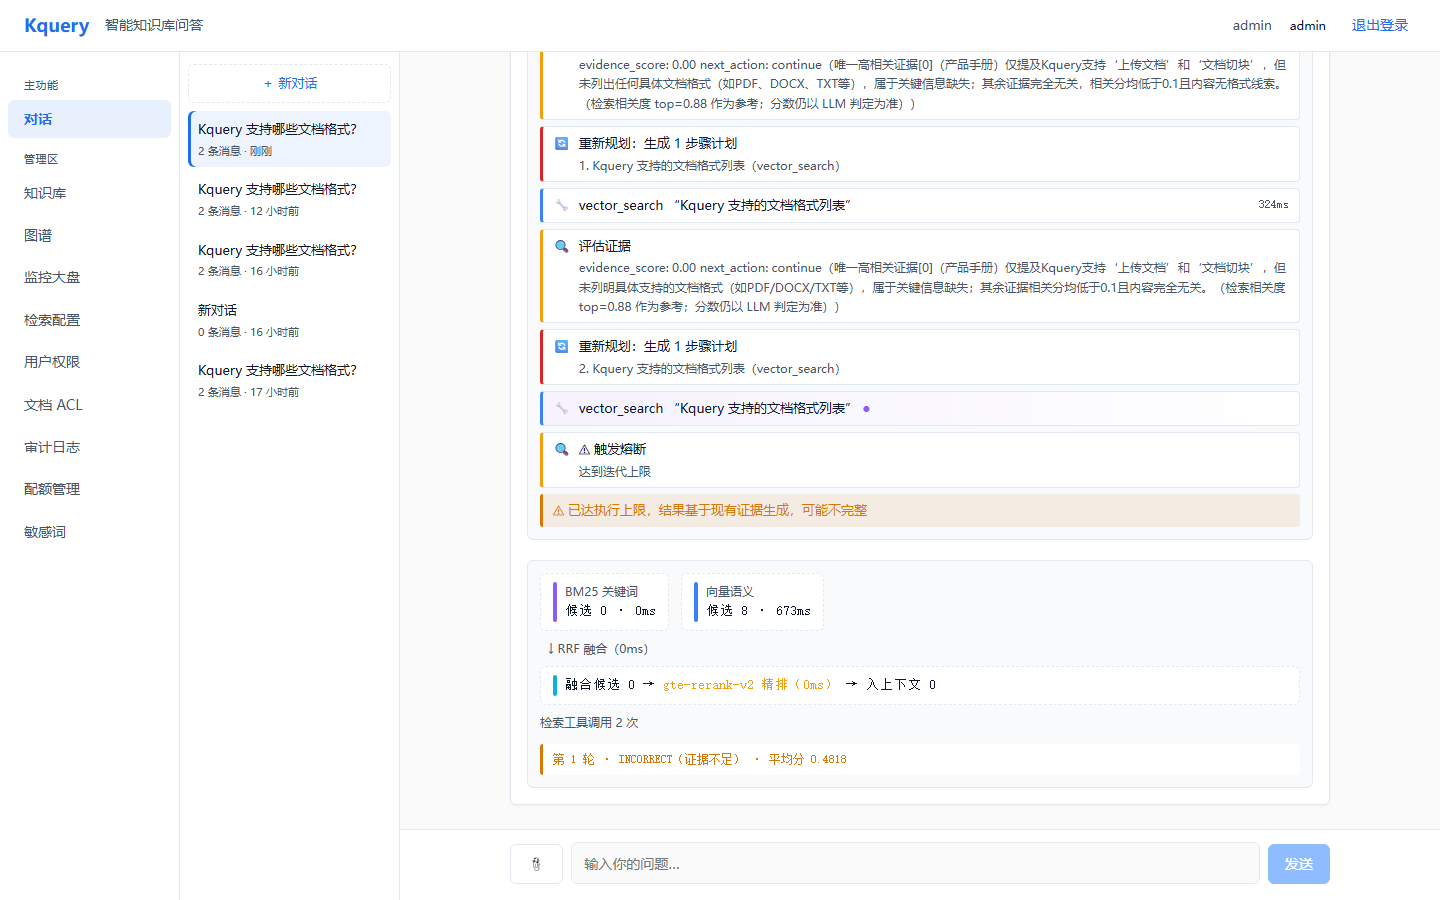 Kquery 智能知识库问答
admin admin 退出登录
主功能
对话
管理区
知识库
图谱
监控大盘
检索配置
用户权限
文档 ACL
审计日志
配额管理
敏感词
+ 新对话
Kquery 支持哪些文档格式?
2 条消息 · 刚刚
Kquery 支持哪些文档格式?
2 条消息 · 12 小时前
Kquery 支持哪些文档格式?
2 条消息 · 16 小时前
新对话
0 条消息 · 16 小时前
Kquery 支持哪些文档格式?
2 条消息 · 17 小时前
evidence_score: 0.00 next_action: continue（唯一高相关证据[0]（产品手册）仅提及Kquery支持‘上传文档’和‘文档切块’，但
未列出任何具体文档格式（如PDF、DOCX、TXT等），属于关键信息缺失；其余证据完全无关，相关分均低于0.1且内容无格式线索。
（检索相关度 top=0.88 作为参考；分数仍以 LLM 判定为准））
重新规划：生成 1 步骤计划
1. Kquery 支持的文档格式列表（vector_search）
vector_search “Kquery 支持的文档格式列表” 324ms
评估证据
evidence_score: 0.00 next_action: continue（唯一高相关证据[0]（产品手册）仅提及Kquery支持‘上传文档’和‘文档切块’，但
未列明具体支持的文档格式（如PDF/DOCX/TXT等），属于关键信息缺失；其余证据相关分均低于0.1且内容完全无关。（检索相关度
top=0.88 作为参考；分数仍以 LLM 判定为准））
重新规划：生成 1 步骤计划
2. Kquery 支持的文档格式列表（vector_search）
vector_search “Kquery 支持的文档格式列表”
⚠ 触发熔断
达到迭代上限
⚠ 已达执行上限，结果基于现有证据生成，可能不完整
BM25 关键词
候选 0 · 0ms
向量语义
候选 8 · 673ms
↓RRF 融合（0ms）
融合候选 0 → gte-rerank-v2 精排（0ms） → 入上下文 0
检索工具调用 2 次
第 1 轮 · INCORRECT（证据不足） · 平均分 0.4818
输入你的问题...
发送